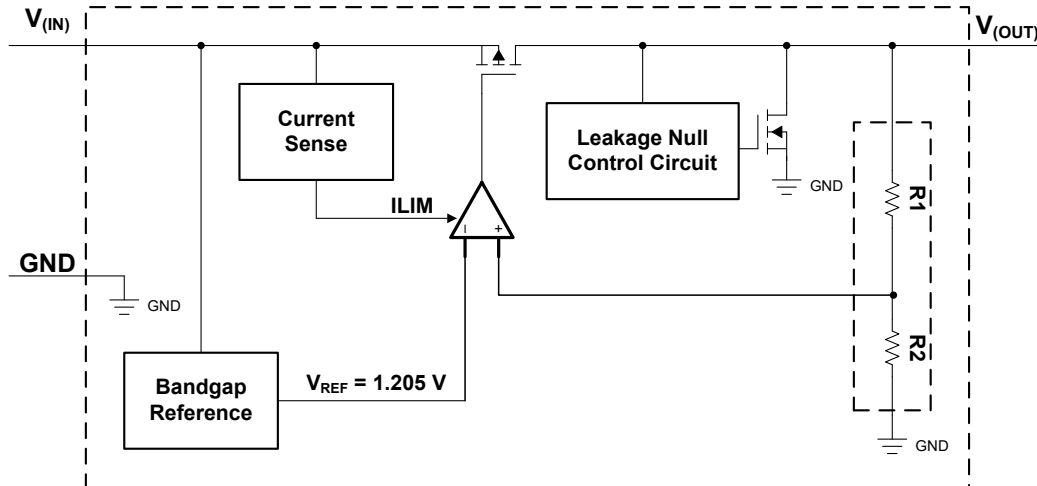 V(IN)
V(OUT)
Current
Sense
Leakage Null
Control Circuit
GND
R1
ILIM
I
+
GND
GND
R2
Bandgap
Reference
VREF = 1.205 V
GND